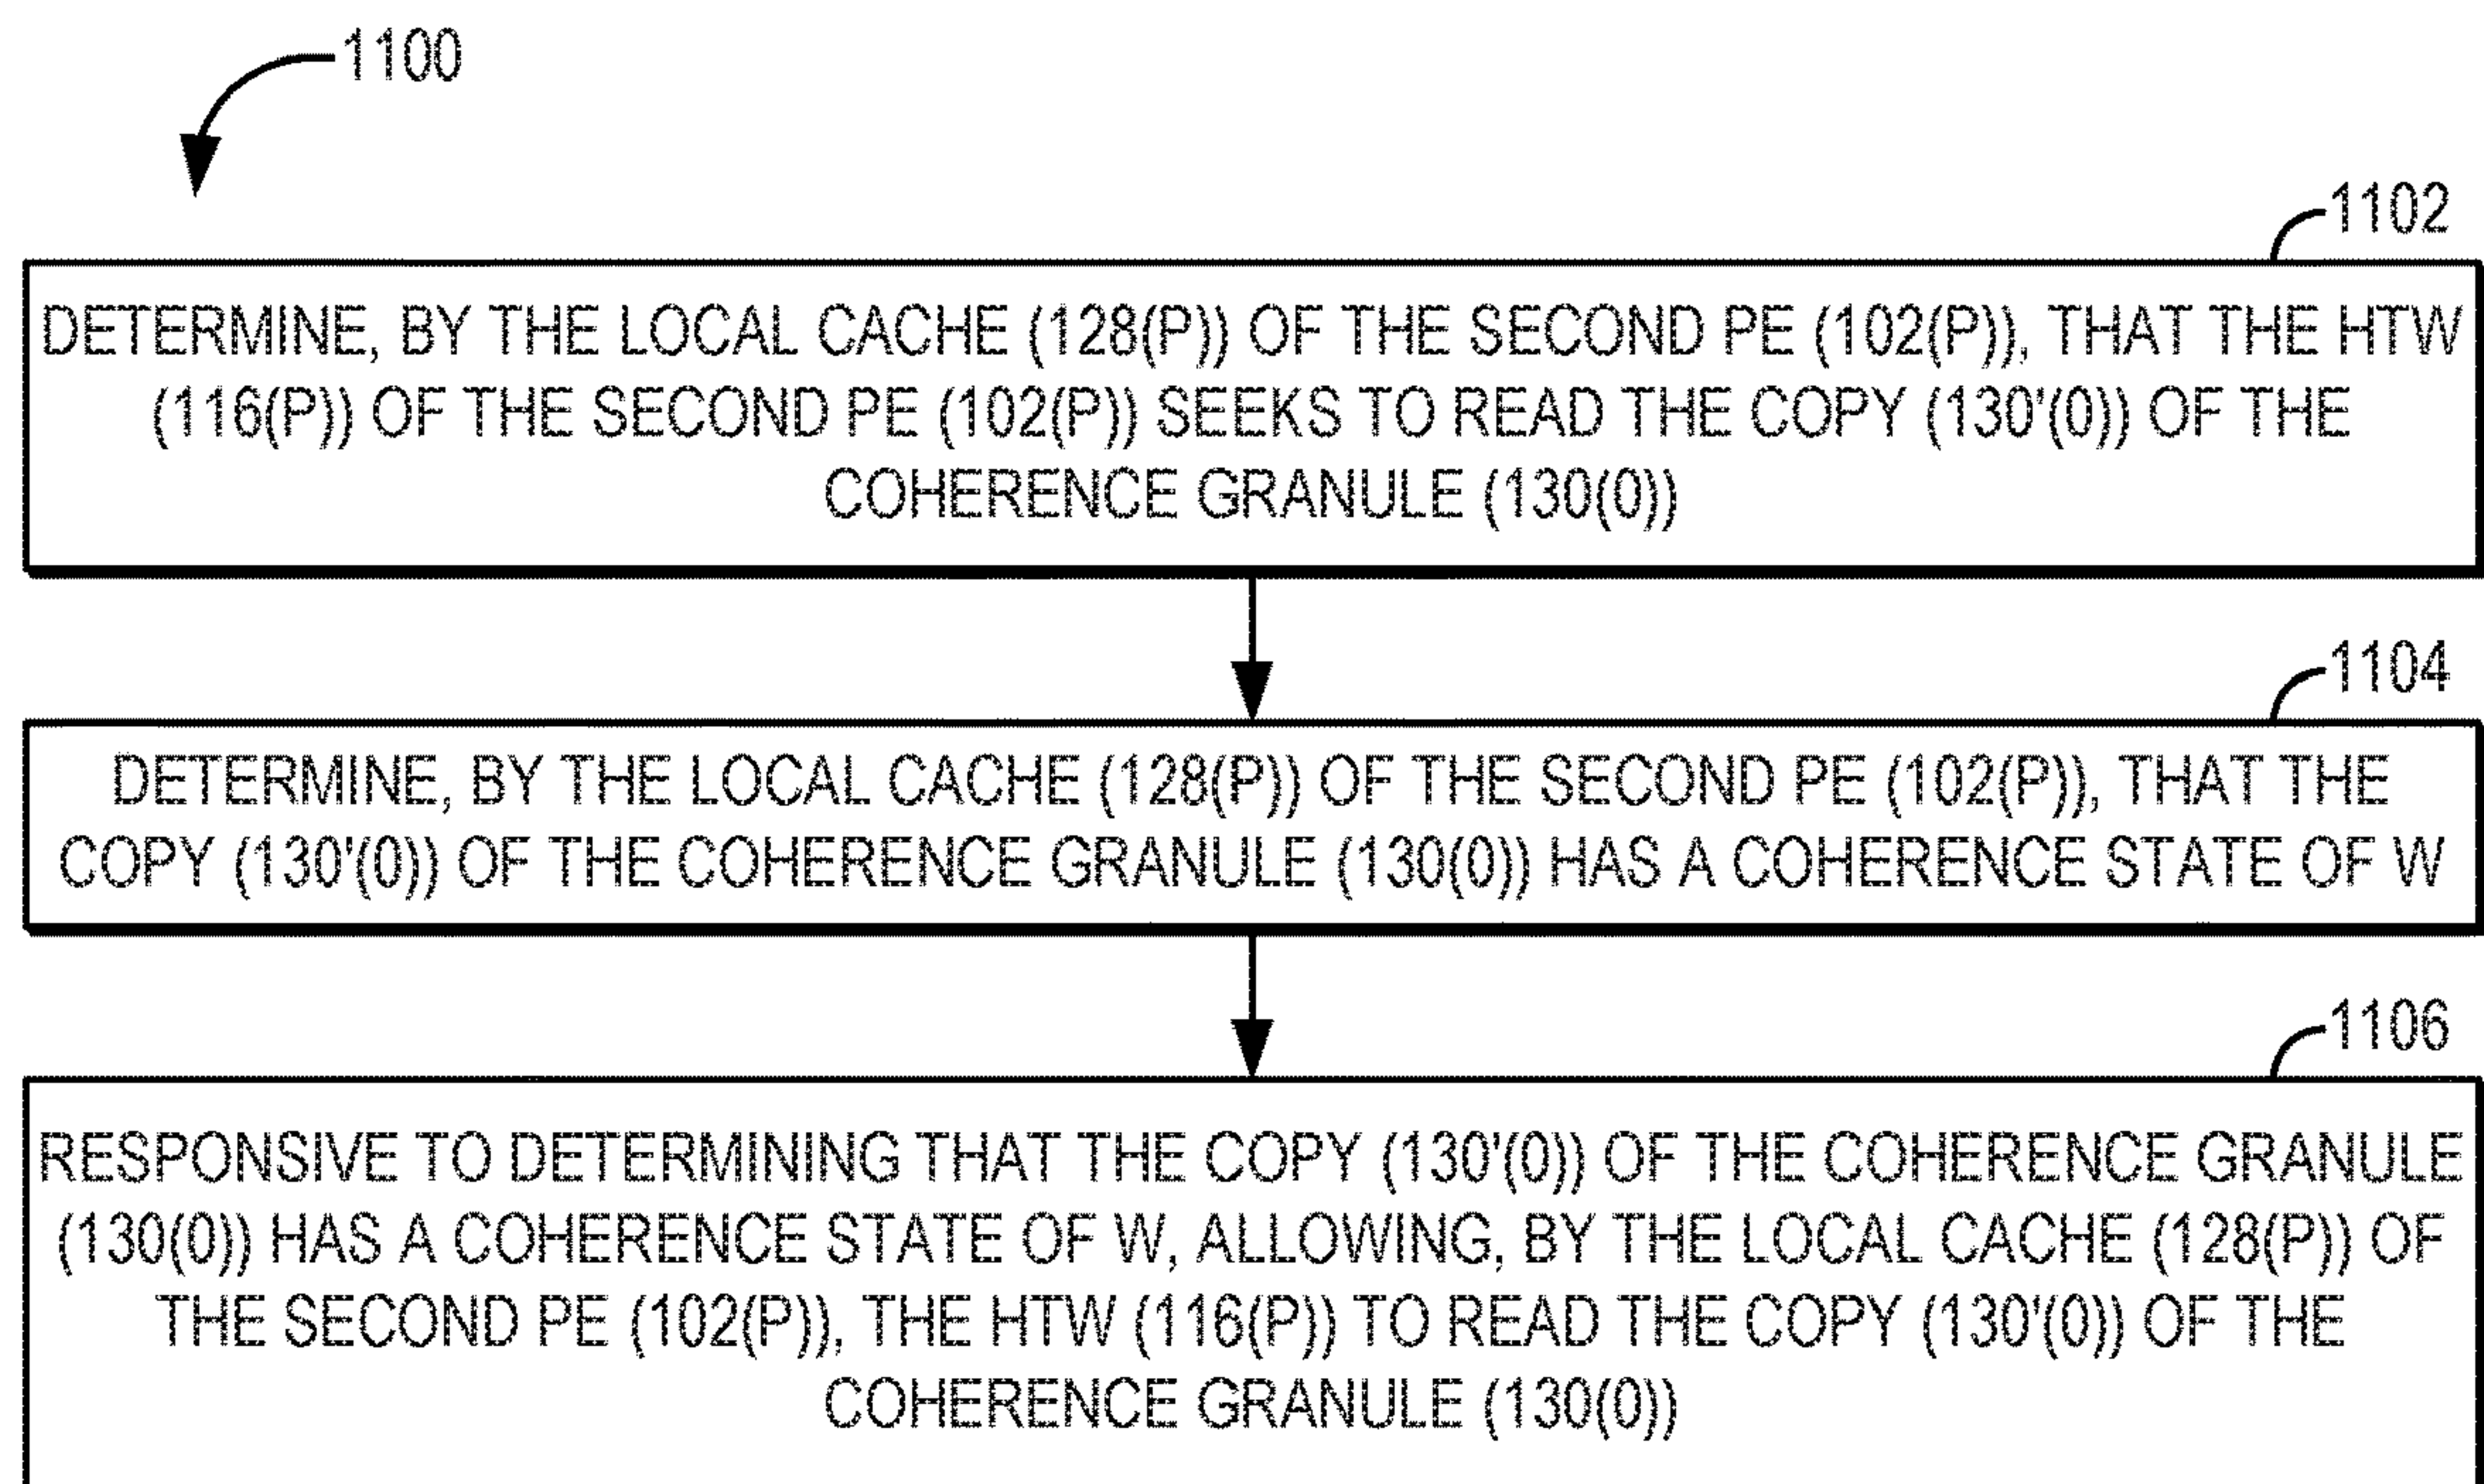 1100
1102
DETERMINE, BY THE LOCAL CACHE (128(P)) OF THE SECOND PE (102(P)), THAT THE HTW
(116(P)) OF THE SECOND PE (102(P)) SEEKS TO READ THE COPY (130'(0)) OF THE
COHERENCE GRANULE (130(0))
1104
DETERMINE, BY THE LOCAL CACHE (128(P)) OF THE SECOND PE (102(P)), THAT THE
COPY (130'(0)) OF THE COHERENCE GRANULE (130(0)) HAS A COHERENCE STATE OF W
1106
RESPONSIVE TO DETERMINING THAT THE COPY (130'(0)) OF THE COHERENCE GRANULE
(130(0)) HAS A COHERENCE STATE OF W, ALLOWING, BY THE LOCAL CACHE (128(P)) OF
THE SECOND PE (102(P)), THE HTW (116(P)) TO READ THE COPY (130'(0)) OF THE
COHERENCE GRANULE (130(0))